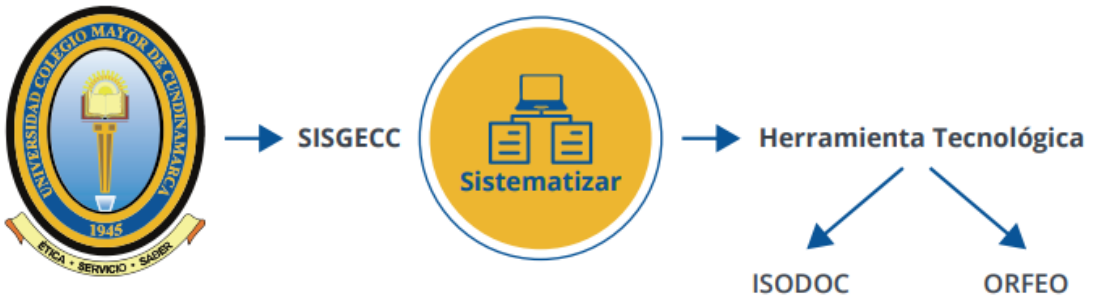 UNIVERSIDAD COLEGIO MAYOR DE CUNDINAMARCA
1945
ÉTICA • SERVICIO • SABER
SISGECC
Sistematizar
Herramienta Tecnológica
ISODOC
ORFEO